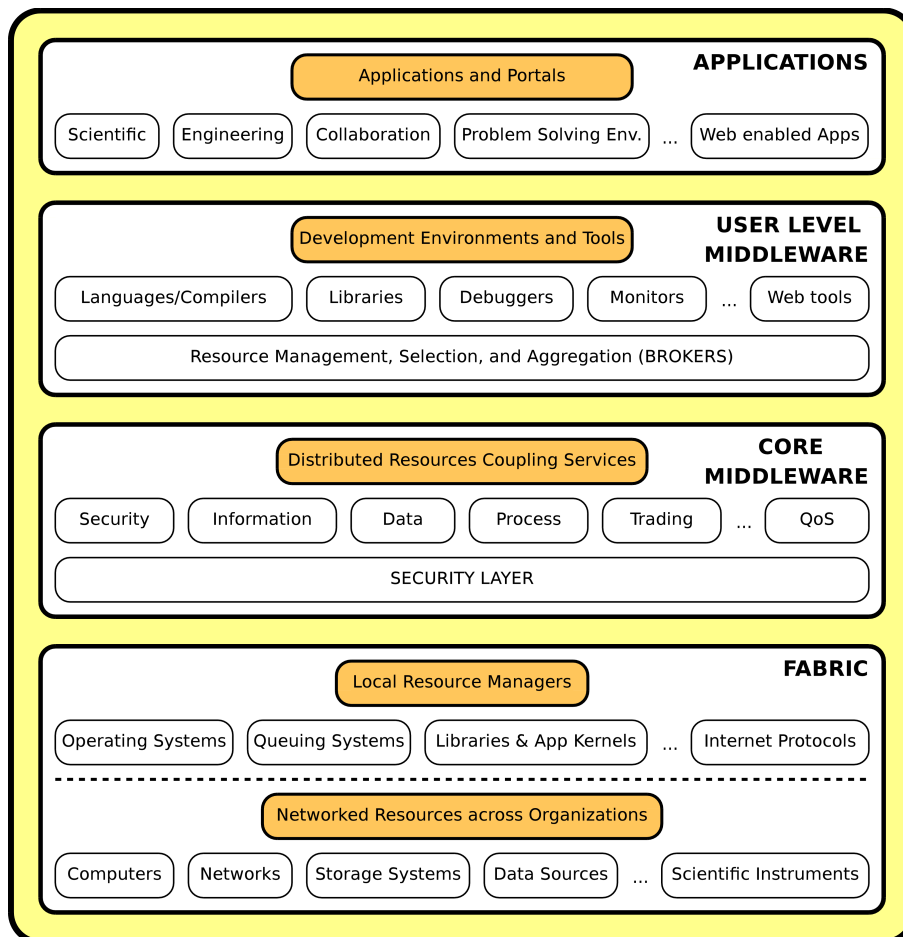 APPLICATIONS
Applications and Portals
Scientific
Engineering
Collaboration
Problem Solving Env.
...
Web enabled Apps
USER LEVEL
MIDDLEWARE
Development Environments and Tools
Languages/Compilers
Libraries
Debuggers
Monitors
...
Web tools
Resource Management, Selection, and Aggregation (BROKERS)
CORE
MIDDLEWARE
Distributed Resources Coupling Services
Security
Information
Data
Process
Trading
...
QoS
SECURITY LAYER
FABRIC
Local Resource Managers
Operating Systems
Queuing Systems
Libraries & App Kernels
...
Internet Protocols
Networked Resources across Organizations
Computers
Networks
Storage Systems
Data Sources
...
Scientific Instruments